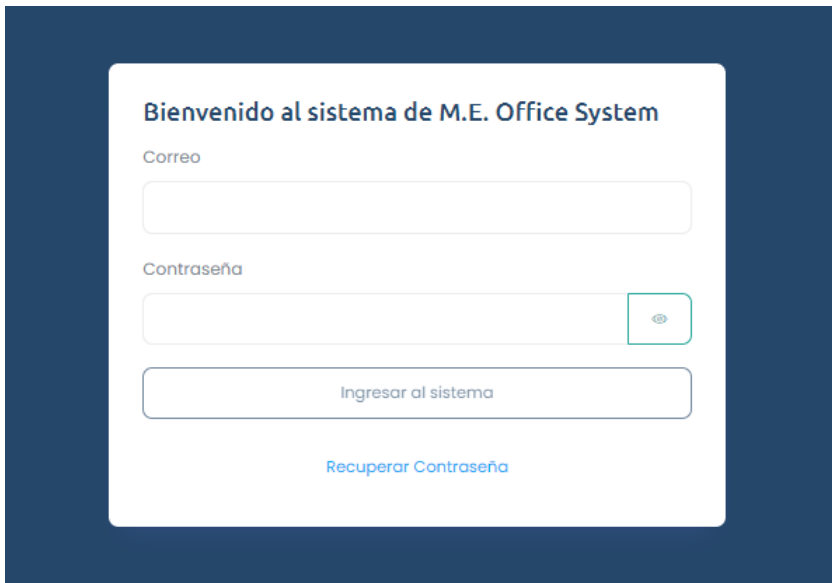 Bienvenido al sistema de M.E. Office System
Correo
Contraseña
Ingresar al sistema
Recuperar Contraseña